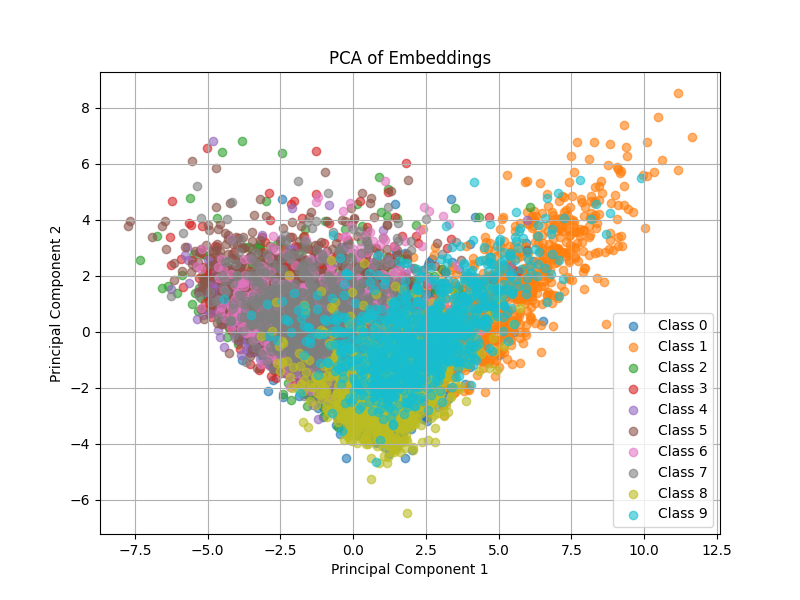 PCA of Embeddings
Principal Component 2
8
6
4
2
0
−2
−4
−6
Class 0
Class 1
Class 2
Class 3
Class 4
Class 5
Class 6
Class 7
Class 8
Class 9
−7.5 −5.0 −2.5 0.0 2.5 5.0 7.5 10.0 12.5
Principal Component 1